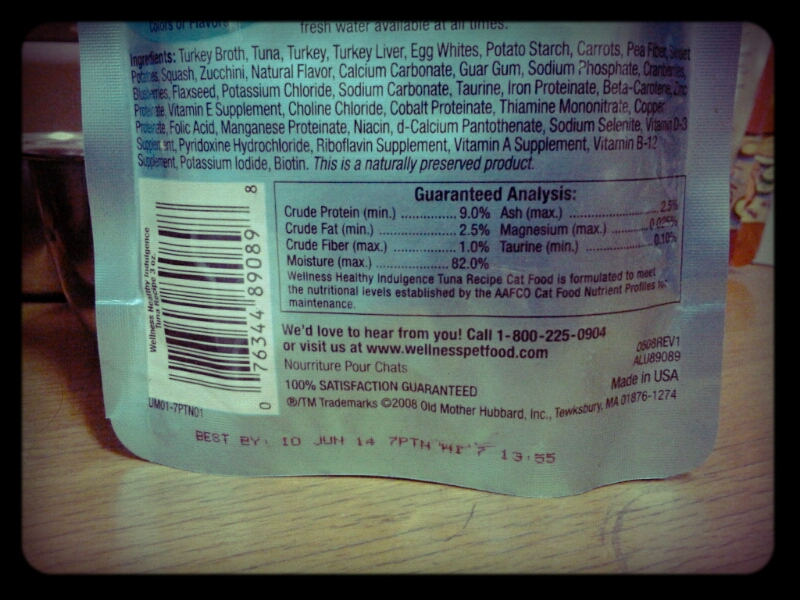 Colors of Flavors
fresh water available at all times.
Ingredients: Turkey Broth, Tuna, Turkey, Turkey Liver, Egg Whites, Potato Starch, Carrots, Pea Fiber, Sweet
Potatoes, Squash, Zucchini, Natural Flavor, Calcium Carbonate, Guar Gum, Sodium Phosphate, Cranberries,
Blueberries, Flaxseed, Potassium Chloride, Sodium Carbonate, Taurine, Iron Proteinate, Beta-Carotene, Zinc
Proteinate, Vitamin E Supplement, Choline Chloride, Cobalt Proteinate, Thiamine Mononitrate, Copper
Proteinate, Folic Acid, Manganese Proteinate, Niacin, d-Calcium Pantothenate, Sodium Selenite, Vitamin D-3
Supplement, Pyridoxine Hydrochloride, Riboflavin Supplement, Vitamin A Supplement, Vitamin B-12
Supplement, Potassium Iodide, Biotin. This is a naturally preserved product.
Guaranteed Analysis:
Crude Protein (min.) .............. 9.0% Ash (max.) .............. 2.5%
Crude Fat (min.) .............. 2.5% Magnesium (max.) .............. 0.025%
Crude Fiber (max.) .............. 1.0% Taurine (min.) .............. 0.10%
Moisture (max.) .............. 82.0%
Wellness Healthy Indulgence Tuna Recipe Cat Food is formulated to meet
the nutritional levels established by the AAFCO Cat Food Nutrient Profiles for
maintenance.
Wellness Healthy Indulgence
Tuna Recipe 3 oz.
0 76344 89089 8
UM01-7PTN01
We'd love to hear from you! Call 1-800-225-0904
or visit us at www.wellnesspetfood.com
Nourriture Pour Chats
100% SATISFACTION GUARANTEED
®/TM Trademarks ©2008 Old Mother Hubbard, Inc., Tewksbury, MA 01876-1274
0508REV1
ALU89089
Made in USA
BEST BY: 10 JUN 14 7PTN 7 13:55